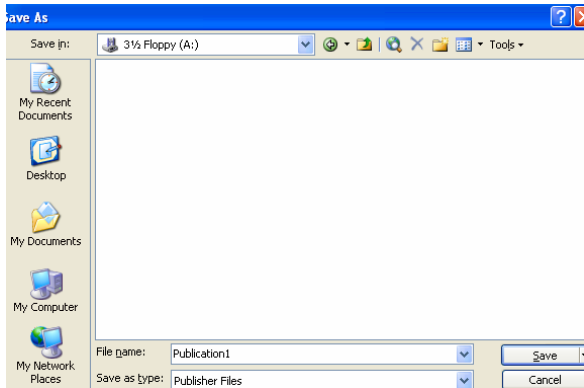 Save As
Save in:
3½ Floppy (A:)
Tools
My Recent
Documents
Desktop
My Documents
My Computer
My Network
Places
File name:
Publication1
Save
Save as type:
Publisher Files
Cancel